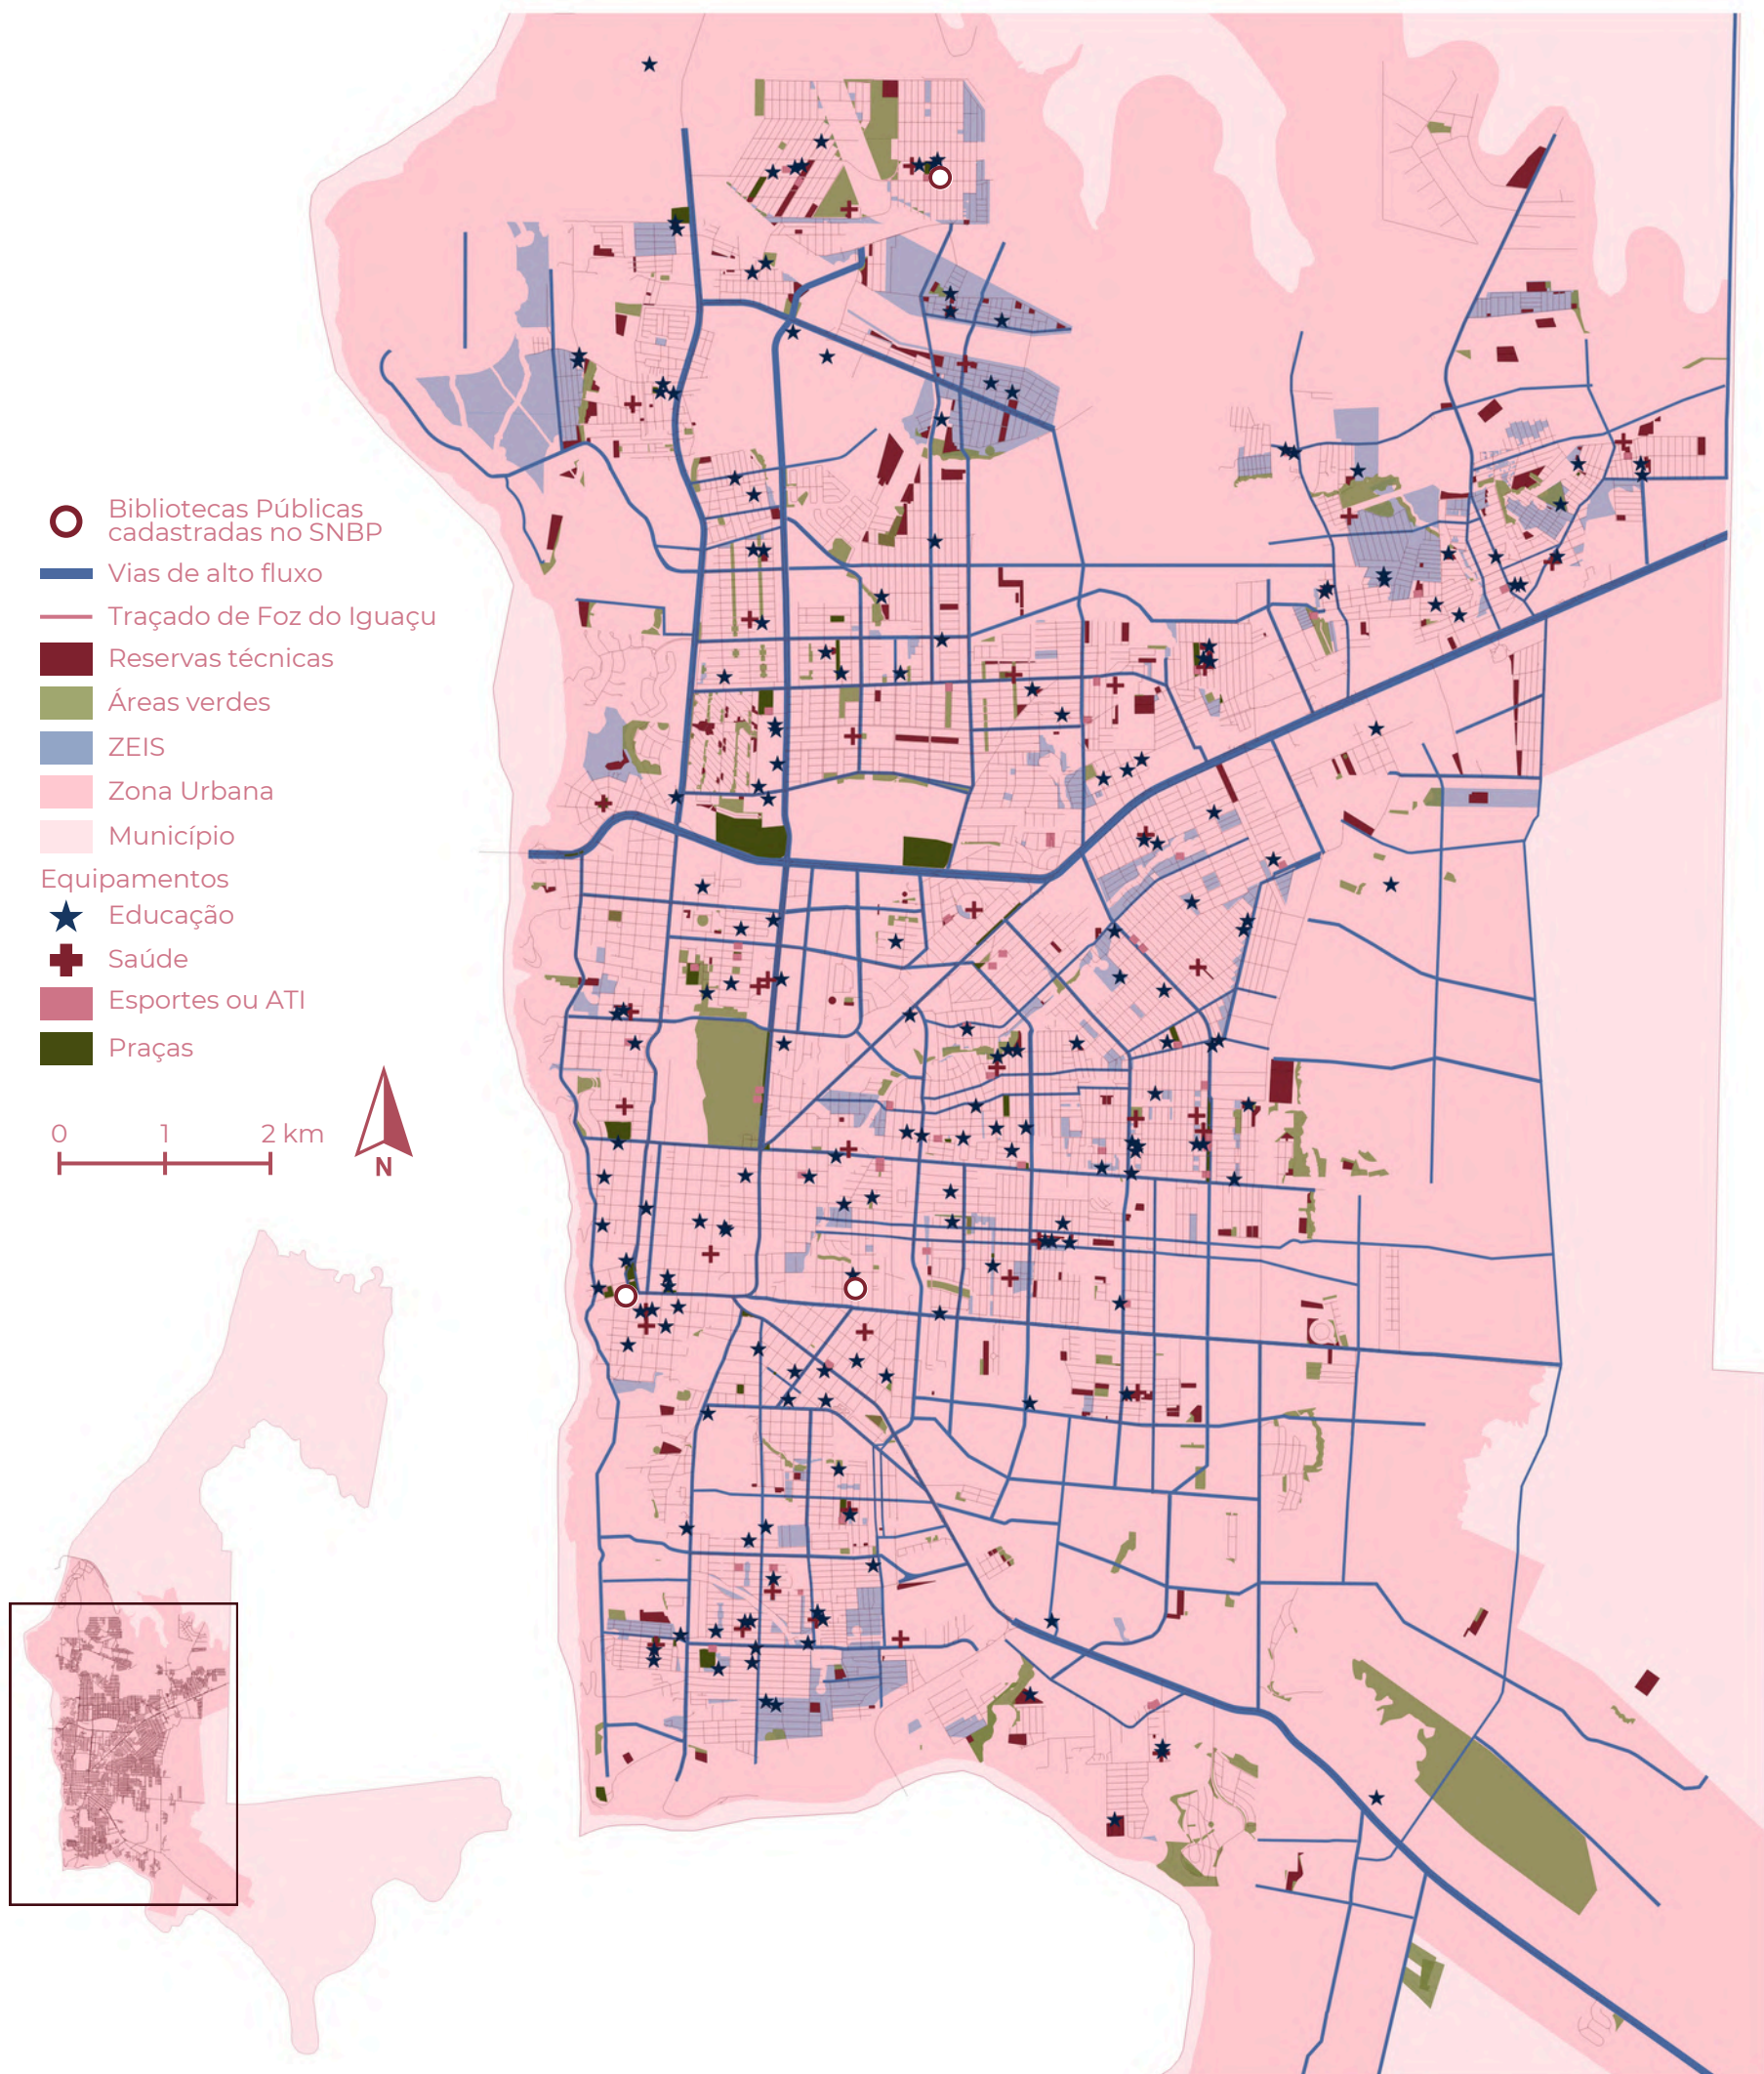 Bibliotecas Públicas
cadastradas no SNBP
Vias de alto fluxo
Traçado de Foz do Iguaçu
Reservas técnicas
Áreas verdes
ZEIS
Zona Urbana
Município
Equipamentos
Educação
Saúde
Esportes ou ATI
Praças
0 1 2 km
N